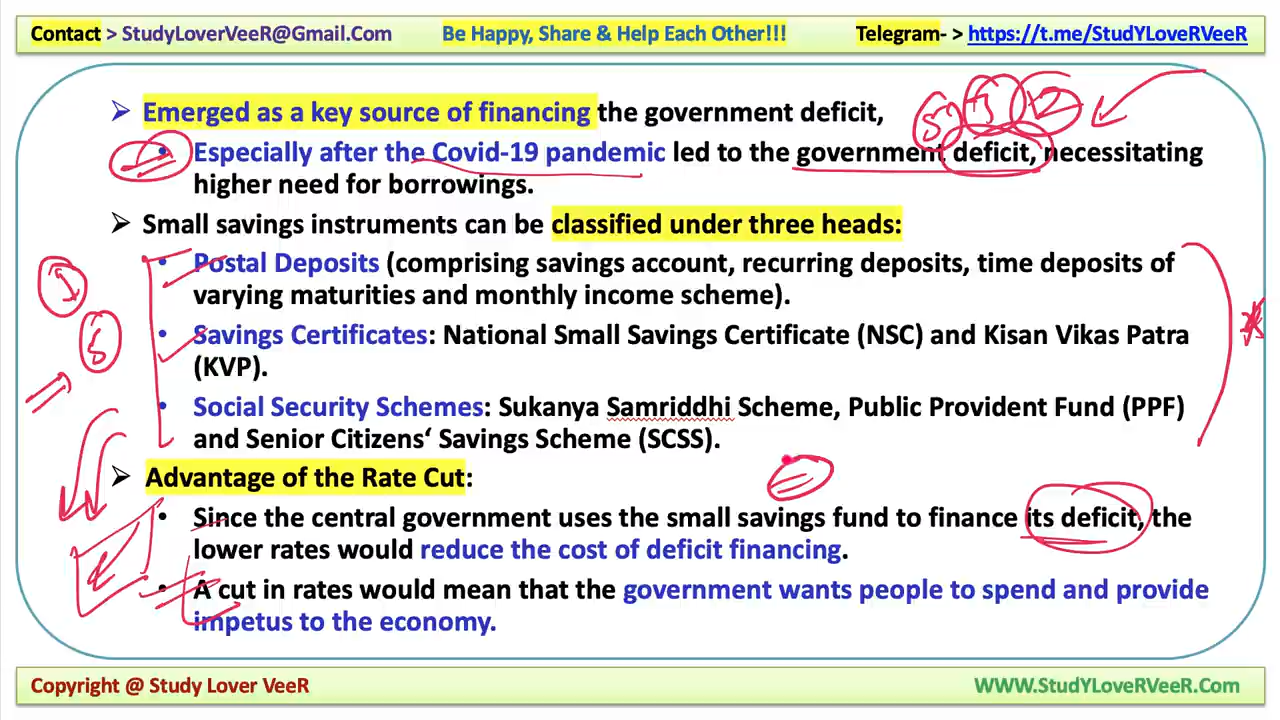 Contact > StudyLoverVeeR@Gmail.Com Be Happy, Share & Help Each Other!!! Telegram- > https://t.me/StudYLoveRVeeR
➢ Emerged as a key source of financing the government deficit,
• Especially after the Covid-19 pandemic led to the government deficit, necessitating
higher need for borrowings.
➢ Small savings instruments can be classified under three heads:
• Postal Deposits (comprising savings account, recurring deposits, time deposits of
varying maturities and monthly income scheme).
• Savings Certificates: National Small Savings Certificate (NSC) and Kisan Vikas Patra
(KVP).
• Social Security Schemes: Sukanya Samriddhi Scheme, Public Provident Fund (PPF)
and Senior Citizens‘ Savings Scheme (SCSS).
➢ Advantage of the Rate Cut:
• Since the central government uses the small savings fund to finance its deficit, the
lower rates would reduce the cost of deficit financing.
• A cut in rates would mean that the government wants people to spend and provide
impetus to the economy.
Copyright @ Study Lover VeeR WWW.StudYLoveRVeeR.Com